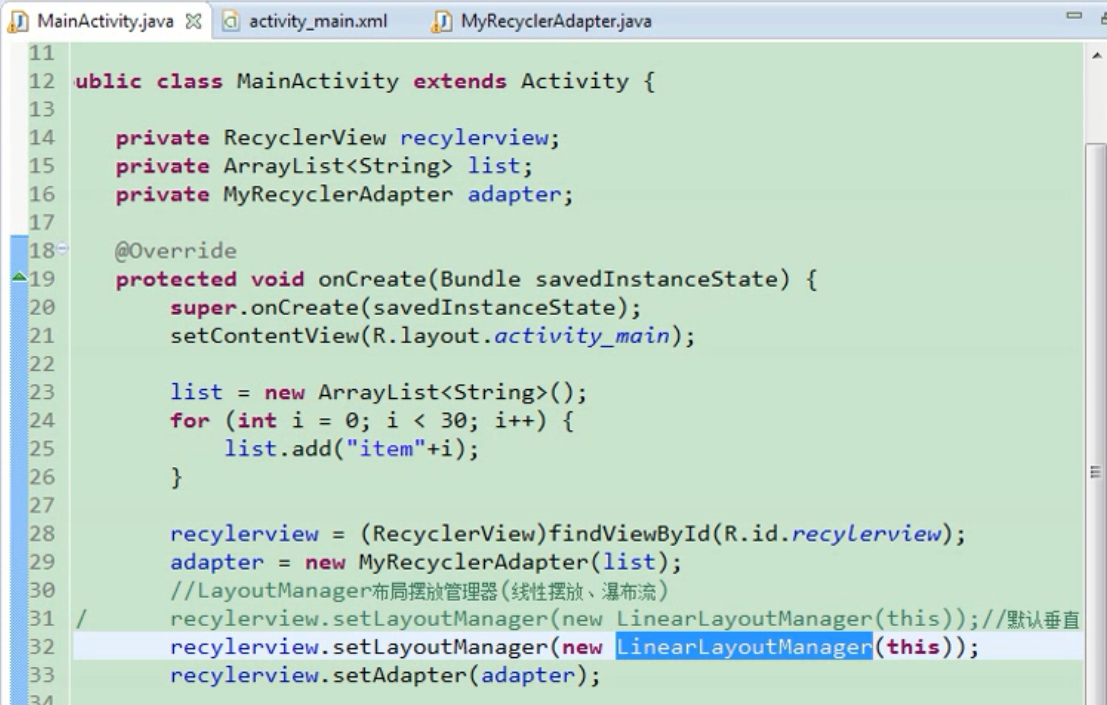 MainActivity.java activity_main.xml MyRecyclerAdapter.java
11
12 ublic class MainActivity extends Activity {
13
14 private RecyclerView recylerview;
15 private ArrayList<String> list;
16 private MyRecyclerAdapter adapter;
17
18 @Override
19 protected void onCreate(Bundle savedInstanceState) {
20 super.onCreate(savedInstanceState);
21 setContentView(R.layout.activity_main);
22
23 list = new ArrayList<String>();
24 for (int i = 0; i < 30; i++) {
25 list.add("item"+i);
26 }
27
28 recylerview = (RecyclerView)findViewById(R.id.recylerview);
29 adapter = new MyRecyclerAdapter(list);
30 //LayoutManager布局摆放管理器(线性摆放、瀑布流)
31 / recylerview.setLayoutManager(new LinearLayoutManager(this));//默认垂直
32 recylerview.setLayoutManager(new LinearLayoutManager(this));
33 recylerview.setAdapter(adapter);
34